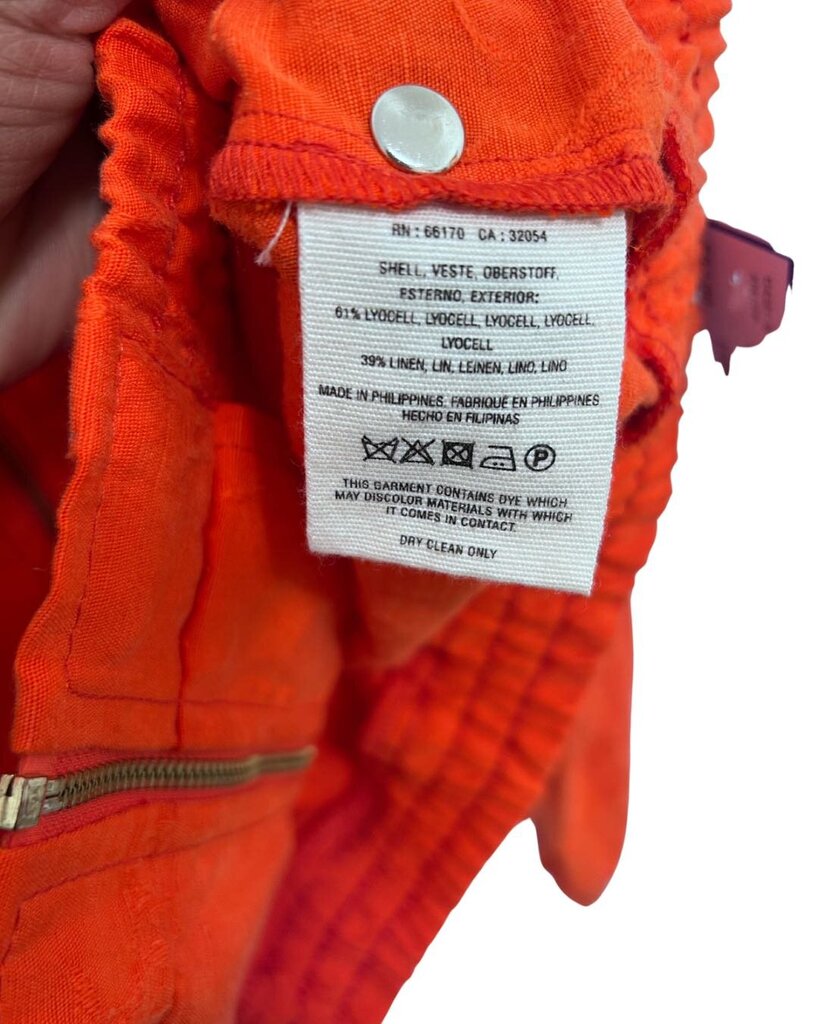 RN : 66170 CA : 32054
SHELL, VESTE, OBERSTOFF,
ESTERNO, EXTERIOR:
61% LYOCELL, LYOCELL, LYOCELL, LYOCELL,
LYOCELL
39% LINEN, LIN, LEINEN, LINO, LINO
MADE IN PHILIPPINES, FABRIQUE EN PHILIPPINES
HECHO EN FILIPINAS
P
THIS GARMENT CONTAINS DYE WHICH
MAY DISCOLOR MATERIALS WITH WHICH
IT COMES IN CONTACT.
DRY CLEAN ONLY